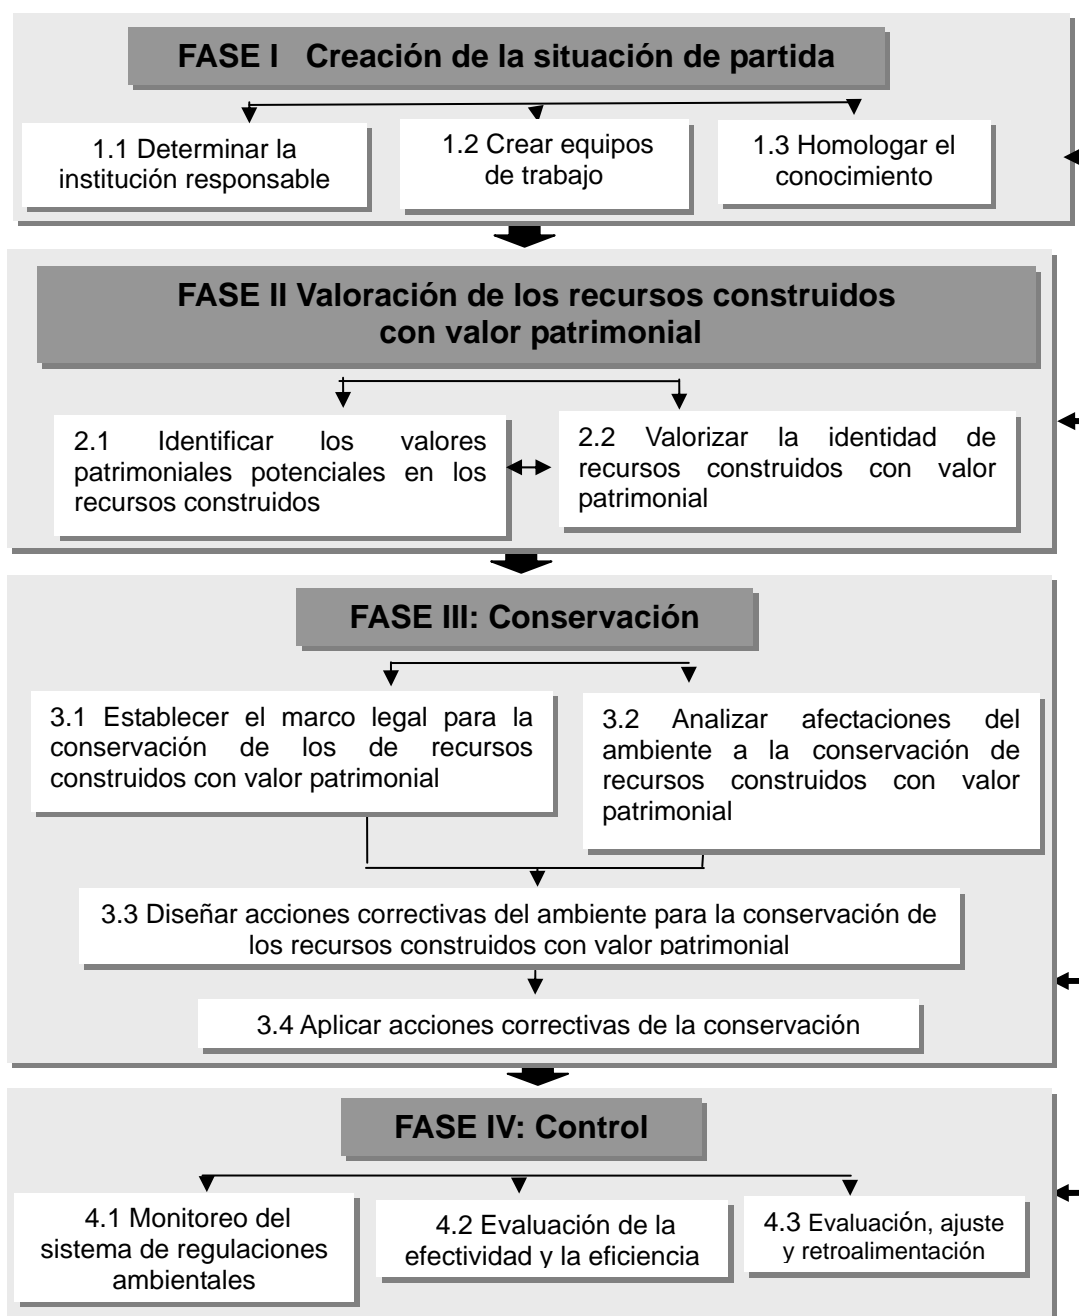 FASE I Creación de la situación de partida
1.1 Determinar la
institución responsable
1.2 Crear equipos
de trabajo
1.3 Homologar el
conocimiento
FASE II Valoración de los recursos construidos
con valor patrimonial
2.1 Identificar los valores
patrimoniales potenciales en los
recursos construidos
2.2 Valorizar la identidad de
recursos construidos con valor
patrimonial
FASE III: Conservación
3.1 Establecer el marco legal para la
conservación de los de recursos
construidos con valor patrimonial
3.2 Analizar afectaciones del
ambiente a la conservación de
recursos construidos con valor
patrimonial
3.3 Diseñar acciones correctivas del ambiente para la conservación de
los recursos construidos con valor patrimonial
3.4 Aplicar acciones correctivas de la conservación
FASE IV: Control
4.1 Monitoreo del
sistema de regulaciones
ambientales
4.2 Evaluación de la
efectividad y la eficiencia
4.3 Evaluación, ajuste
y retroalimentación